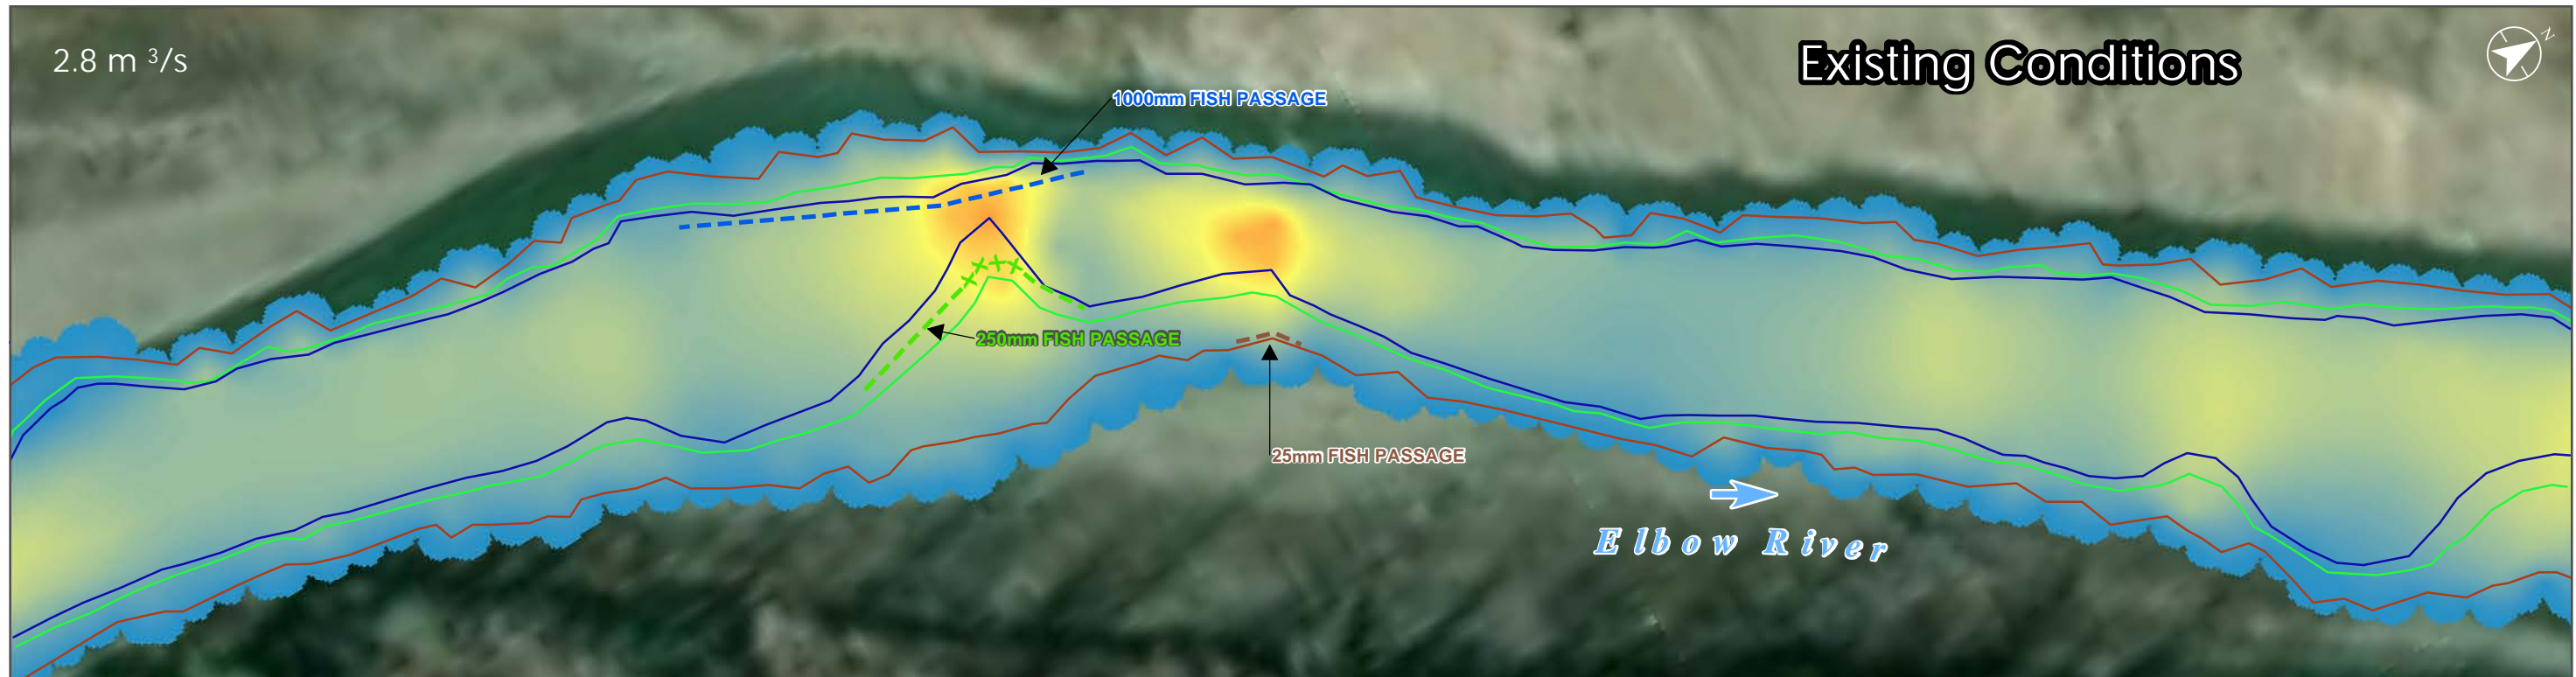 2.8 m ³/s
Existing Conditions
N
1000mm FISH PASSAGE
250mm FISH PASSAGE
25mm FISH PASSAGE
Elbow River